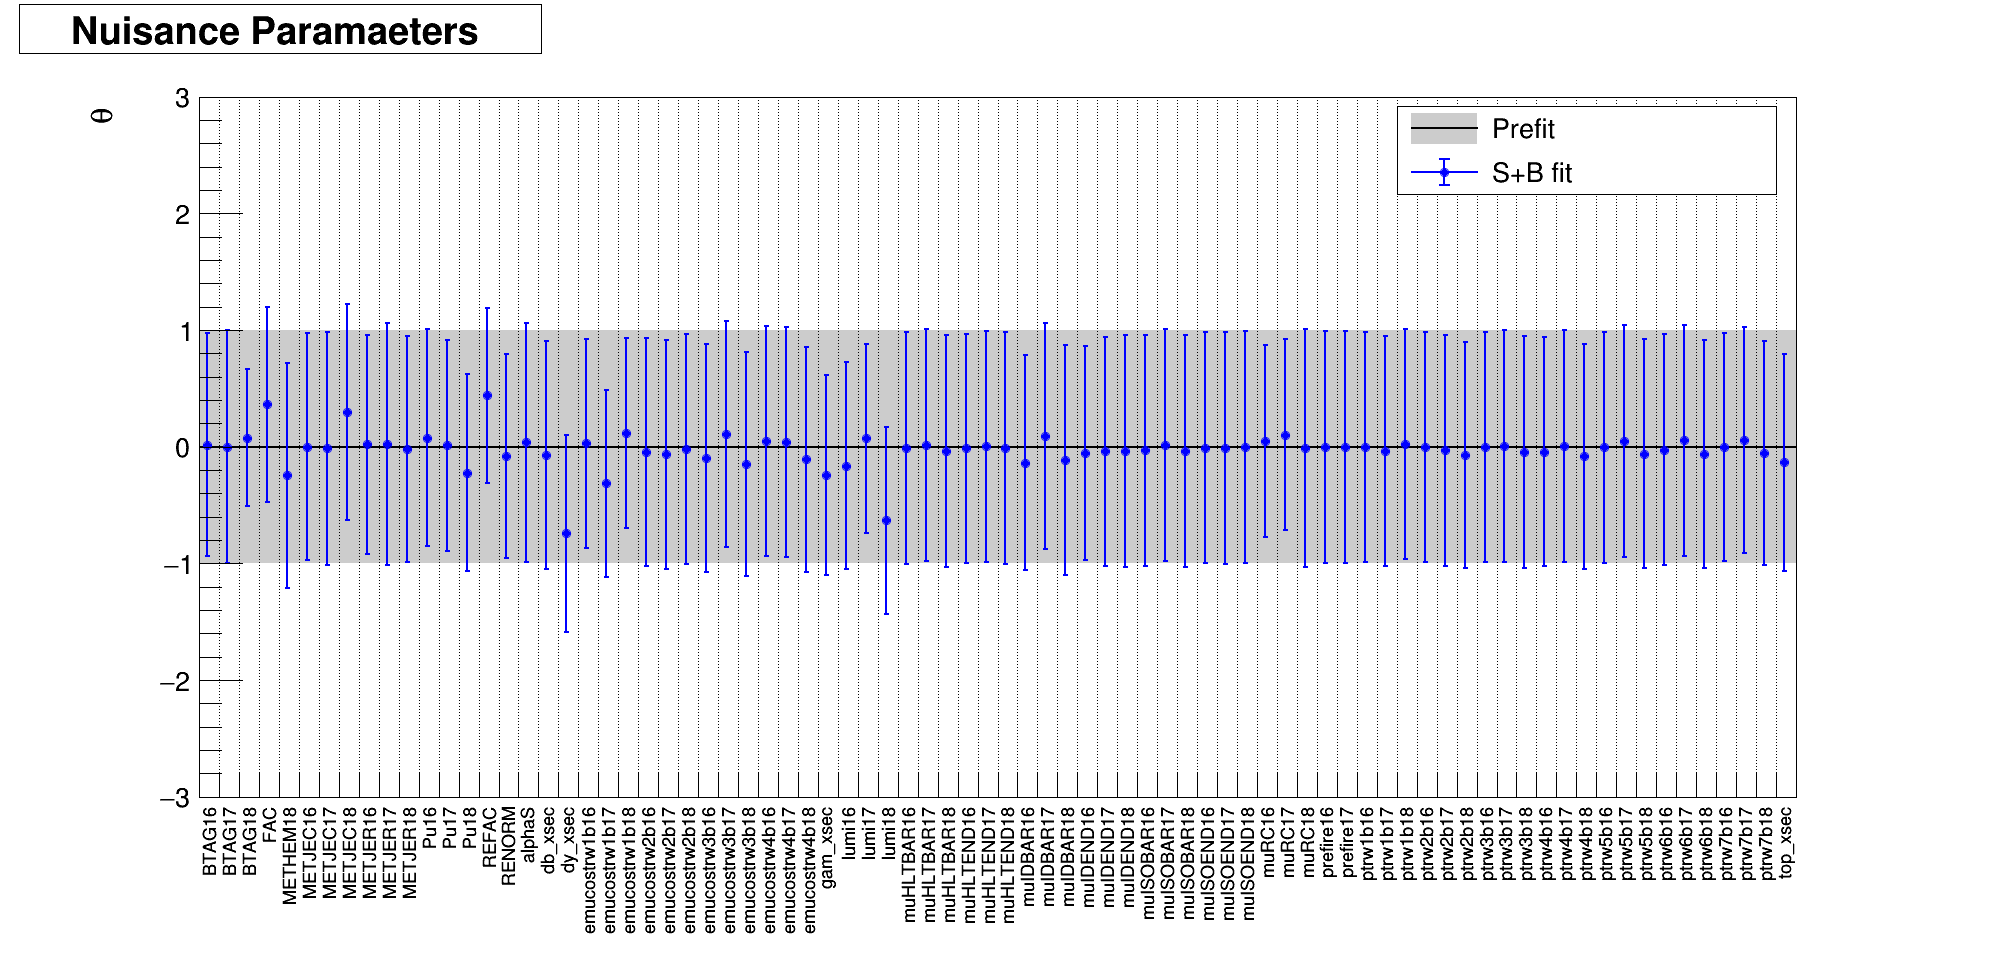 Nuisance Paramaeters
θ
3
2
1
0
−1
−2
−3
Prefit
S+B fit
BTAG16
BTAG17
BTAG18
FAC
METHEM18
METJEC16
METJEC17
METJEC18
METJER16
METJER17
METJER18
Pu16
Pu17
Pu18
REFAC
RENORM
alphaS
db_xsec
dy_xsec
emucostrw1b16
emucostrw1b17
emucostrw1b18
emucostrw2b16
emucostrw2b17
emucostrw2b18
emucostrw3b16
emucostrw3b17
emucostrw3b18
emucostrw4b16
emucostrw4b17
emucostrw4b18
gam_xsec
lumi16
lumi17
lumi18
muHLTBAR16
muHLTBAR17
muHLTBAR18
muHLTEND16
muHLTEND17
muHLTEND18
muIDBAR16
muIDBAR17
muIDBAR18
muIDEND16
muIDEND17
muIDEND18
muISOBAR16
muISOBAR17
muISOBAR18
muISOEND16
muISOEND17
muISOEND18
muRC16
muRC17
muRC18
prefire16
prefire17
ptrw1b16
ptrw1b17
ptrw1b18
ptrw2b16
ptrw2b17
ptrw2b18
ptrw3b16
ptrw3b17
ptrw3b18
ptrw4b16
ptrw4b17
ptrw4b18
ptrw5b16
ptrw5b17
ptrw5b18
ptrw6b16
ptrw6b17
ptrw6b18
ptrw7b16
ptrw7b17
ptrw7b18
top_xsec